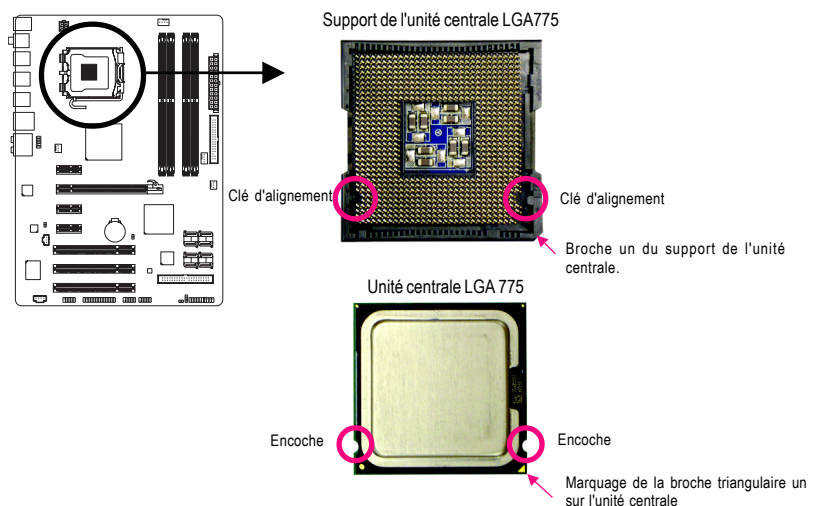 Support de l'unité centrale LGA775
Clé d'alignement
Clé d'alignement
Broche un du support de l'unité
centrale.
Unité centrale LGA 775
Encoche
Encoche
Marquage de la broche triangulaire un
sur l'unité centrale